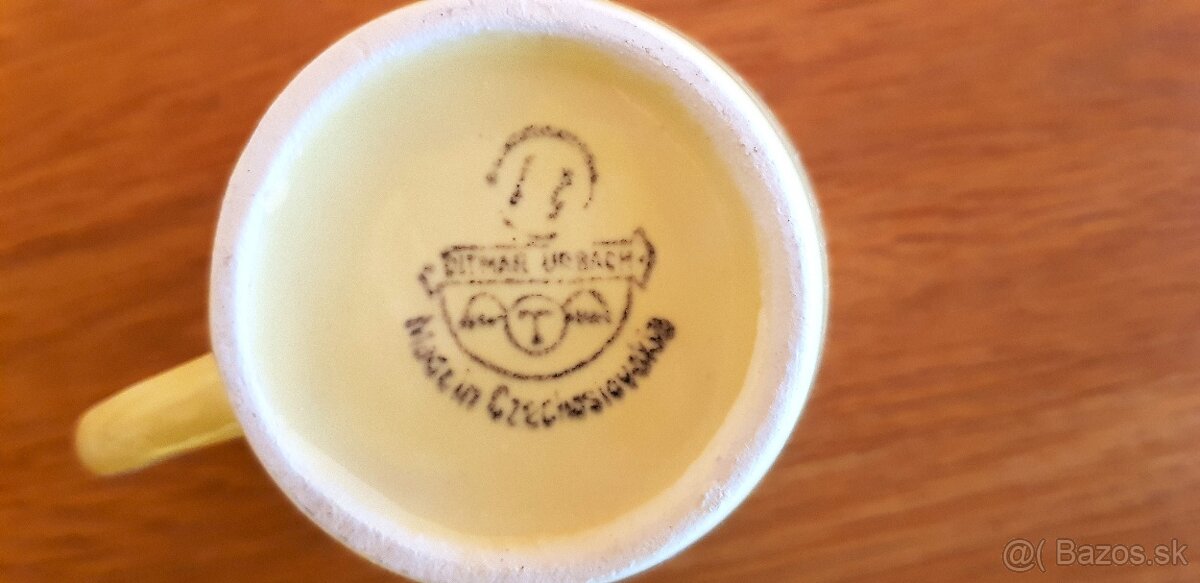 DITMAR URBACH
Made in Czechoslovakia
@( Bazos.sk